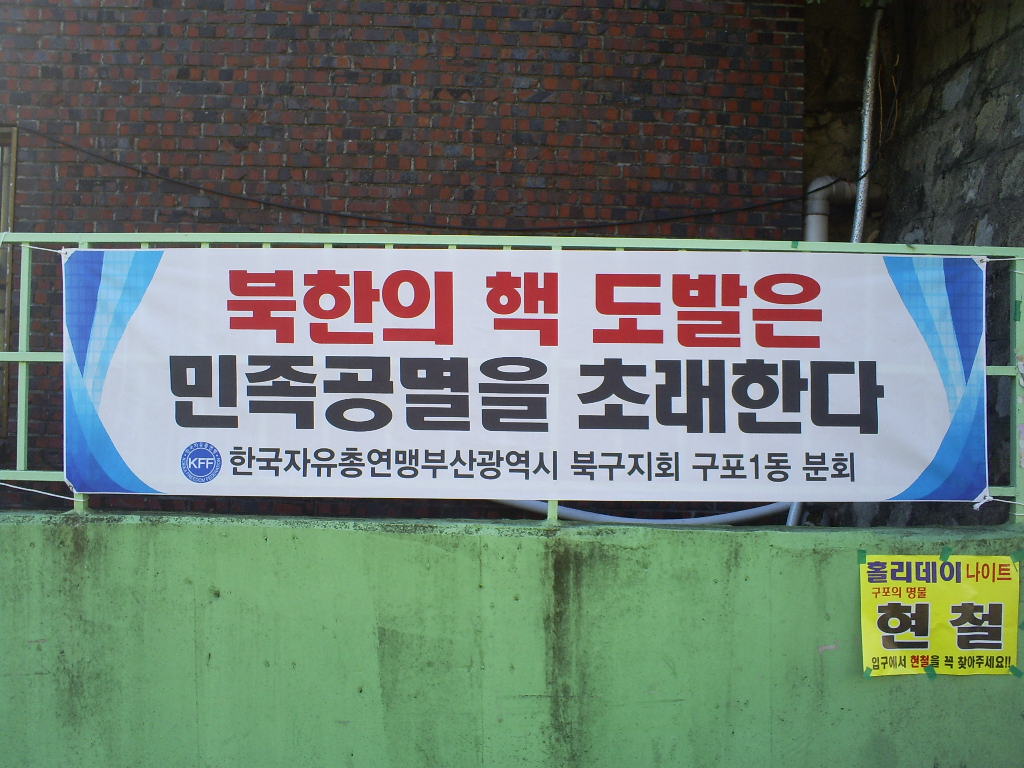 북한의 핵 도발은
민족공멸을 초래한다
KFF
한국자유총연맹부산광역시 북구지회 구포1동 분회
홀리데이 나이트
구포의 명물
현 철
입구에서 현철을 꼭 찾아주세요!!